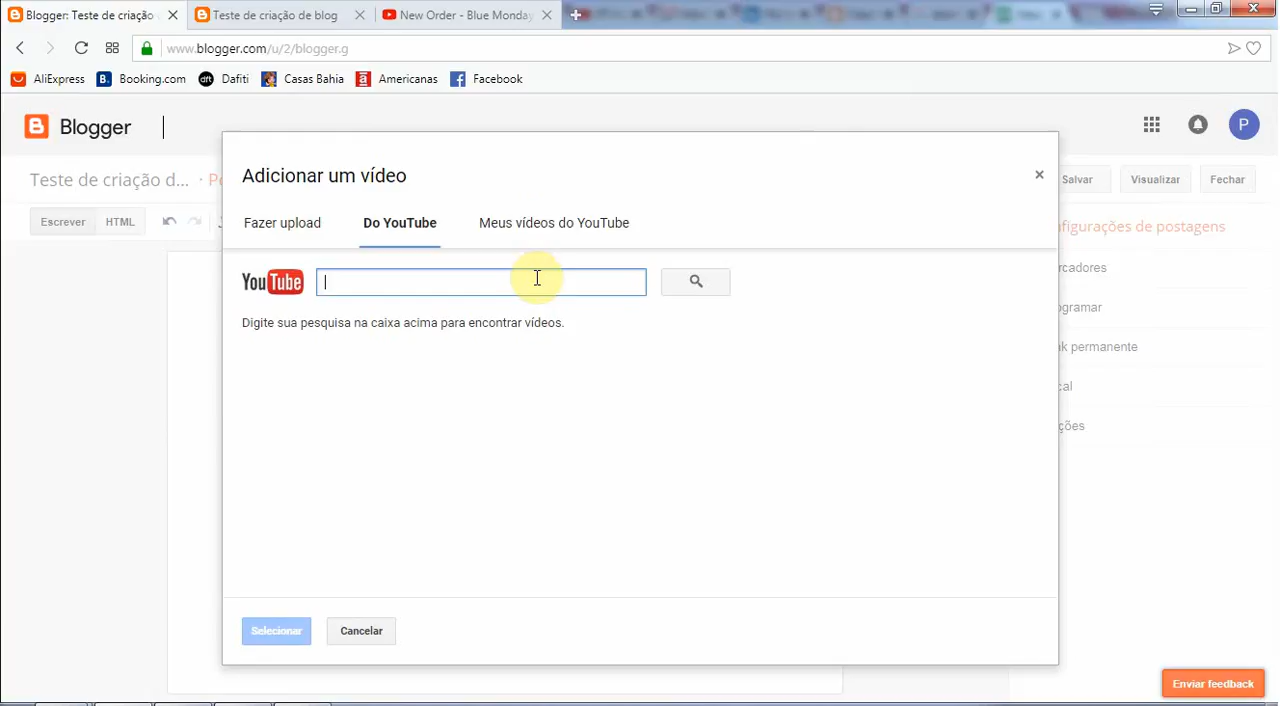 Blogger: Teste de criação
Teste de criação de blog
New Order - Blue Monday
www.blogger.com/u/2/blogger.g
AliExpress
B. Booking.com
dft Dafiti
Casas Bahia
a Americanas
f Facebook
Blogger
P
Teste de criação d... · P
Salvar
Visualizar
Fechar
Escrever
HTML
Adicionar um vídeo
Fazer upload
Do YouTube
Meus vídeos do YouTube
YouTube
Digite sua pesquisa na caixa acima para encontrar vídeos.
Selecionar
Cancelar
figurações de postagens
rcadores
ogramar
k permanente
cal
ções
Enviar feedback